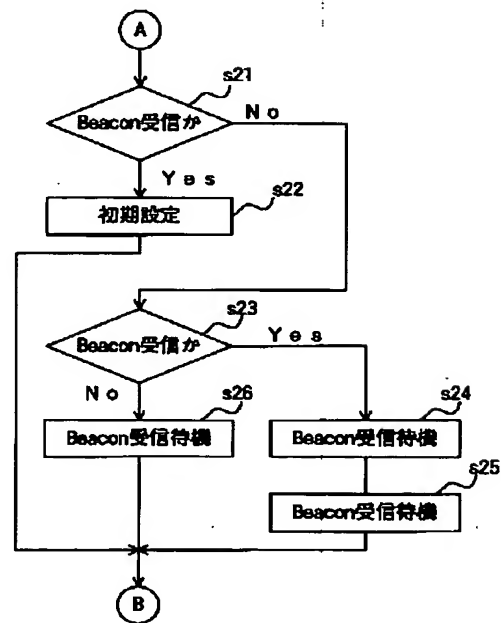 A
s21
Beacon受信か
No
Yes
s22
初期設定
s23
Beacon受信か
Yes
No
s26
Beacon受信待機
s24
Beacon受信待機
s25
Beacon受信待機
B